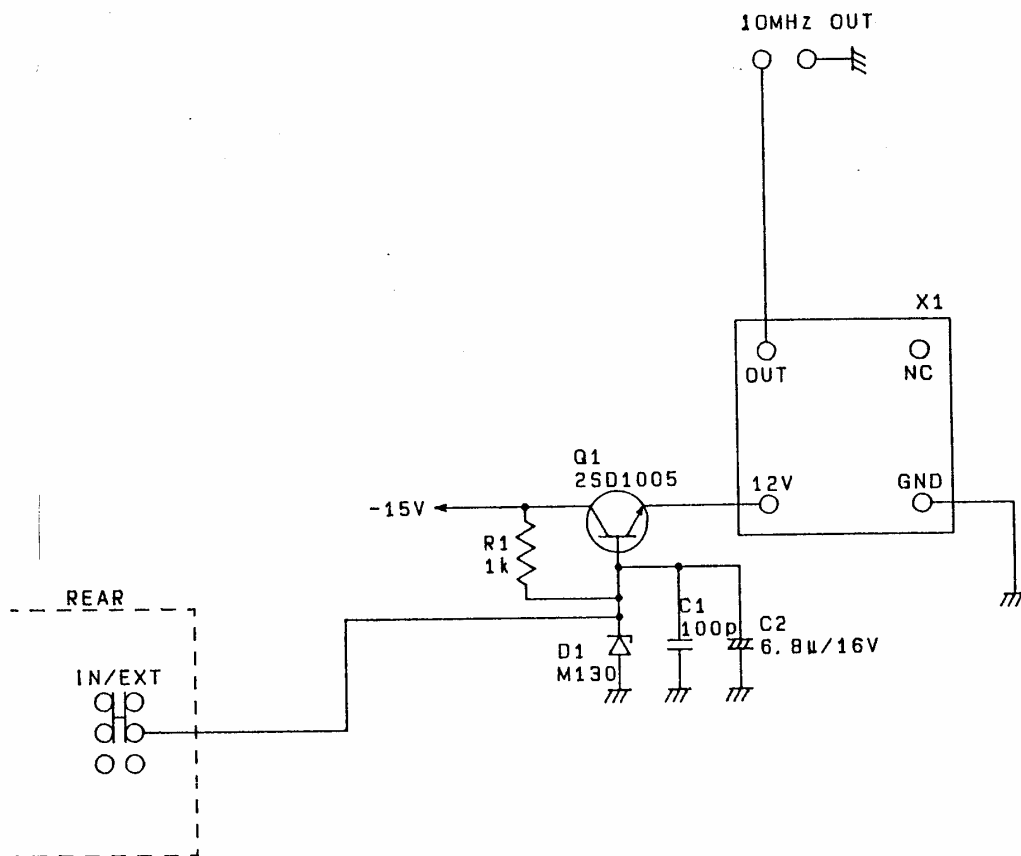 10MHz OUT
X1
OUT
NC
Q1
2SD1005
12V
GND
-15V
R1
1k
REAR
C1
100p
C2
6.8µ/16V
D1
M130
IN/EXT